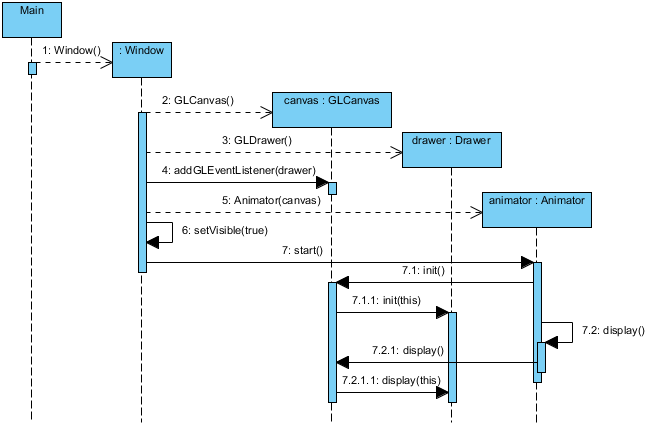 Main
1: Window()
: Window
2: GLCanvas()
canvas : GLCanvas
3: GLDrawer()
drawer : Drawer
4: addGLEventListener(drawer)
5: Animator(canvas)
animator : Animator
6: setVisible(true)
7: start()
7.1: init()
7.1.1: init(this)
7.2: display()
7.2.1: display()
7.2.1.1: display(this)